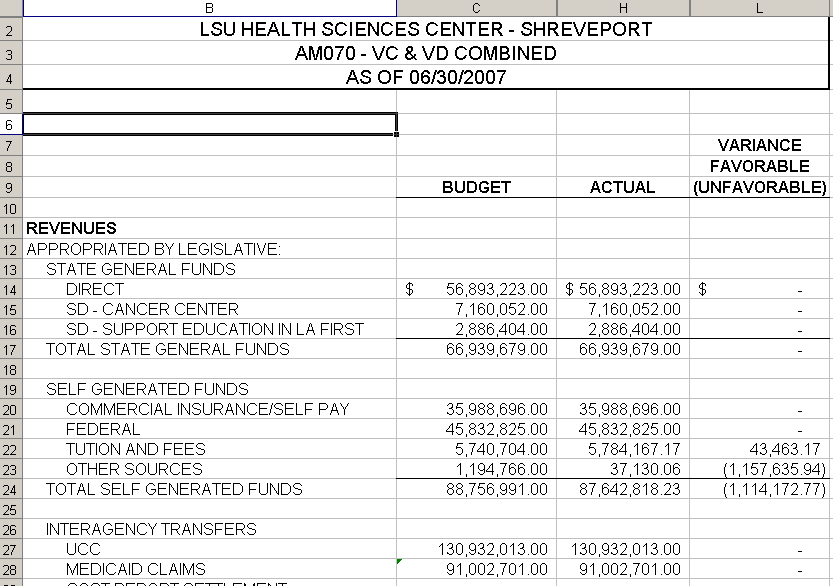 B C H L
2 LSU HEALTH SCIENCES CENTER - SHREVEPORT
3 AM070 - VC & VD COMBINED
4 AS OF 06/30/2007
5
6
7 VARIANCE
8 FAVORABLE
9 BUDGET ACTUAL (UNFAVORABLE)
10
11 REVENUES
12 APPROPRIATED BY LEGISLATIVE:
13 STATE GENERAL FUNDS
14 DIRECT $ 56,893,223.00 $ 56,893,223.00 $ -
15 SD - CANCER CENTER 7,160,052.00 7,160,052.00 -
16 SD - SUPPORT EDUCATION IN LA FIRST 2,886,404.00 2,886,404.00 -
17 TOTAL STATE GENERAL FUNDS 66,939,679.00 66,939,679.00 -
18
19 SELF GENERATED FUNDS
20 COMMERCIAL INSURANCE/SELF PAY 35,988,696.00 35,988,696.00 -
21 FEDERAL 45,832,825.00 45,832,825.00 -
22 TUTION AND FEES 5,740,704.00 5,784,167.17 43,463.17
23 OTHER SOURCES 1,194,766.00 37,130.06 (1,157,635.94)
24 TOTAL SELF GENERATED FUNDS 88,756,991.00 87,642,818.23 (1,114,172.77)
25
26 INTERAGENCY TRANSFERS
27 UCC 130,932,013.00 130,932,013.00 -
28 MEDICAID CLAIMS 91,002,701.00 91,002,701.00 -